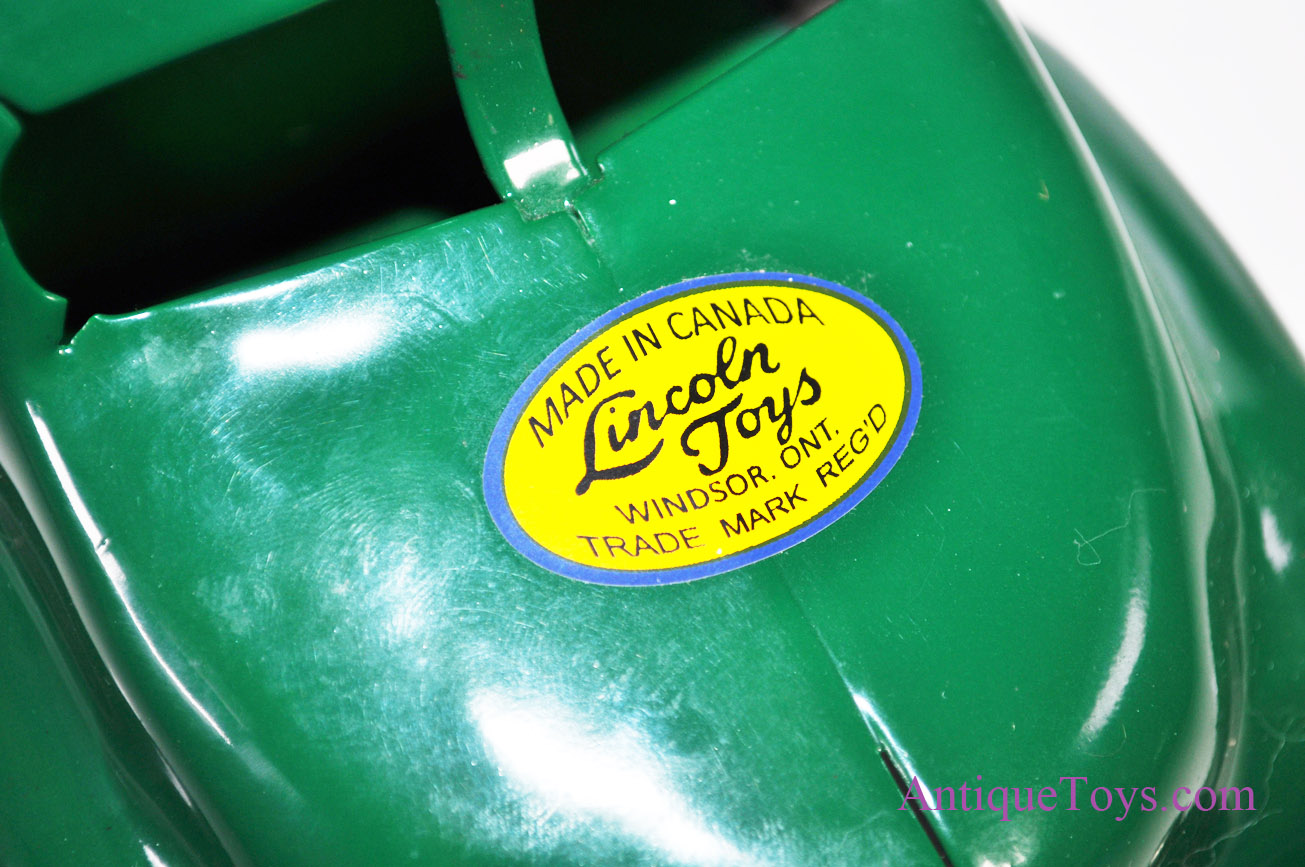 MADE IN CANADA
Lincoln
Toys
WINDSOR, ONT.
TRADE MARK REG'D
AntiqueToys.com